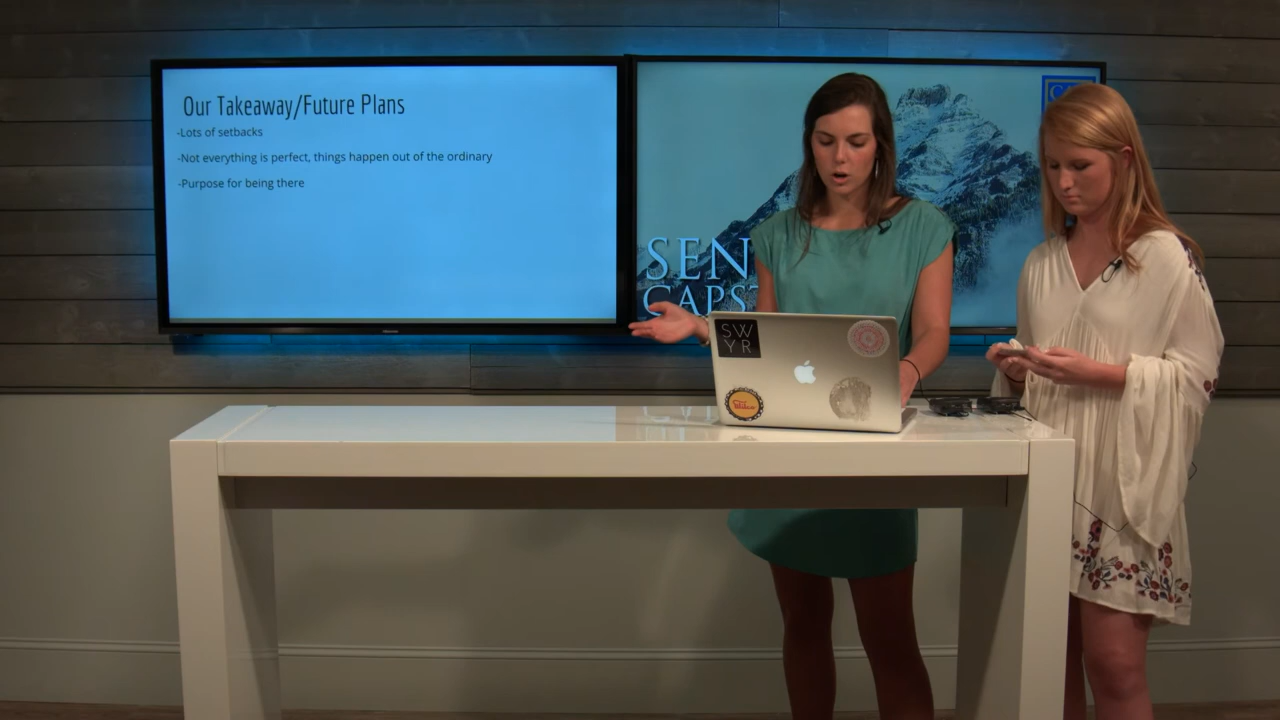 Our Takeaway/Future Plans
-Lots of setbacks
-Not everything is perfect, things happen out of the ordinary
-Purpose for being there
SEN
CAPS
SW
YR